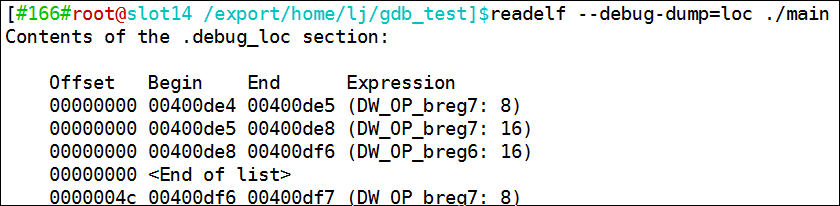 [#166#root@slot14 /export/home/lj/gdb_test]$readelf --debug-dump=loc ./main
Contents of the .debug_loc section:
Offset Begin End Expression
00000000 00400de4 00400de5 (DW_OP_breg7: 8)
00000000 00400de5 00400de8 (DW_OP_breg7: 16)
00000000 00400de8 00400df6 (DW_OP_breg6: 16)
00000000 <End of list>
0000004c 00400df6 00400df7 (DW_OP_breg7: 8)